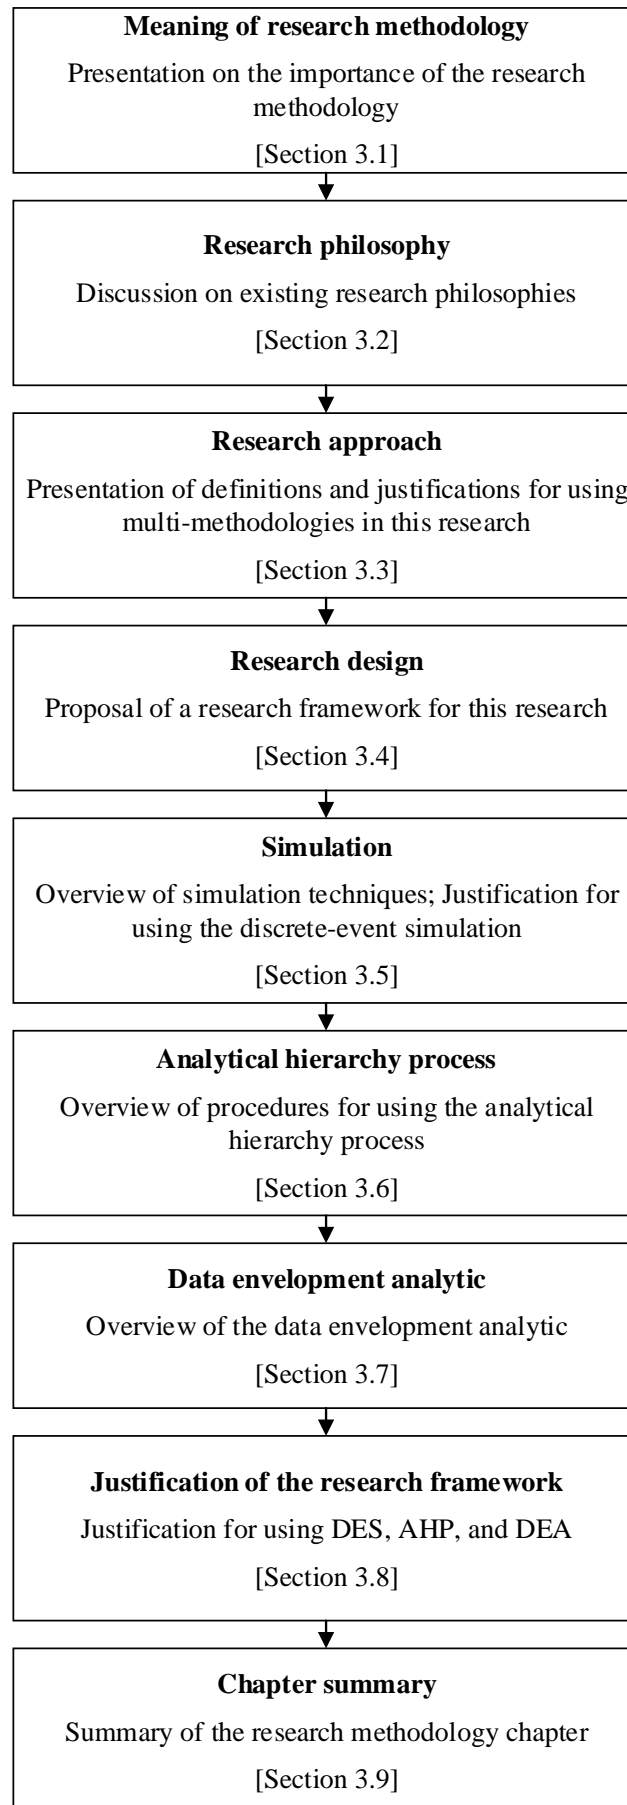 Meaning of research methodology
Presentation on the importance of the research
methodology
[Section 3.1]
Research philosophy
Discussion on existing research philosophies
[Section 3.2]
Research approach
Presentation of definitions and justifications for using
multi-methodologies in this research
[Section 3.3]
Research design
Proposal of a research framework for this research
[Section 3.4]
Simulation
Overview of simulation techniques; Justification for
using the discrete-event simulation
[Section 3.5]
Analytical hierarchy process
Overview of procedures for using the analytical
hierarchy process
[Section 3.6]
Data envelopment analytic
Overview of the data envelopment analytic
[Section 3.7]
Justification of the research framework
Justification for using DES, AHP, and DEA
[Section 3.8]
Chapter summary
Summary of the research methodology chapter
[Section 3.9]